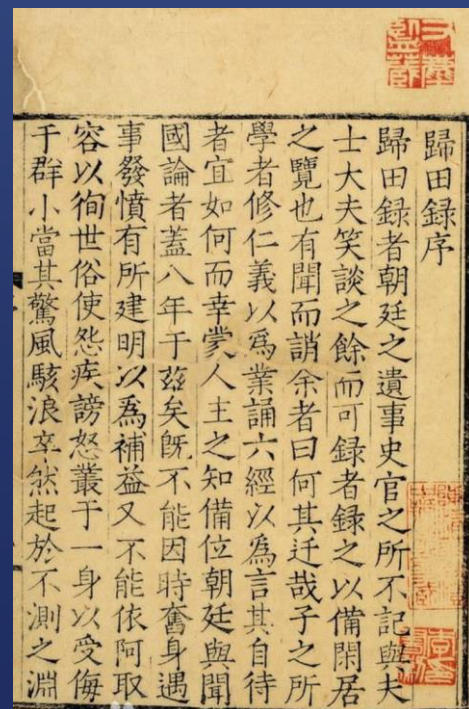 歸田録序
歸田録者朝廷之遺事史官之所不記與夫
士大夫笑談之餘而可録者録之以備閑居
之覽也有聞而誚余者曰何其迂哉子之所
學者修仁義以爲業誦六經以爲言其自待
者宜如何而幸蒙人主之知備位朝廷與聞
國論者蓋八年于茲矣既不能因時奮身遇
事發憤有所建明以爲補益又不能依阿取
容以徇世俗使怨疾謗怒叢于一身以受侮
于群小當其驚風駭浪卒然起於不測之淵